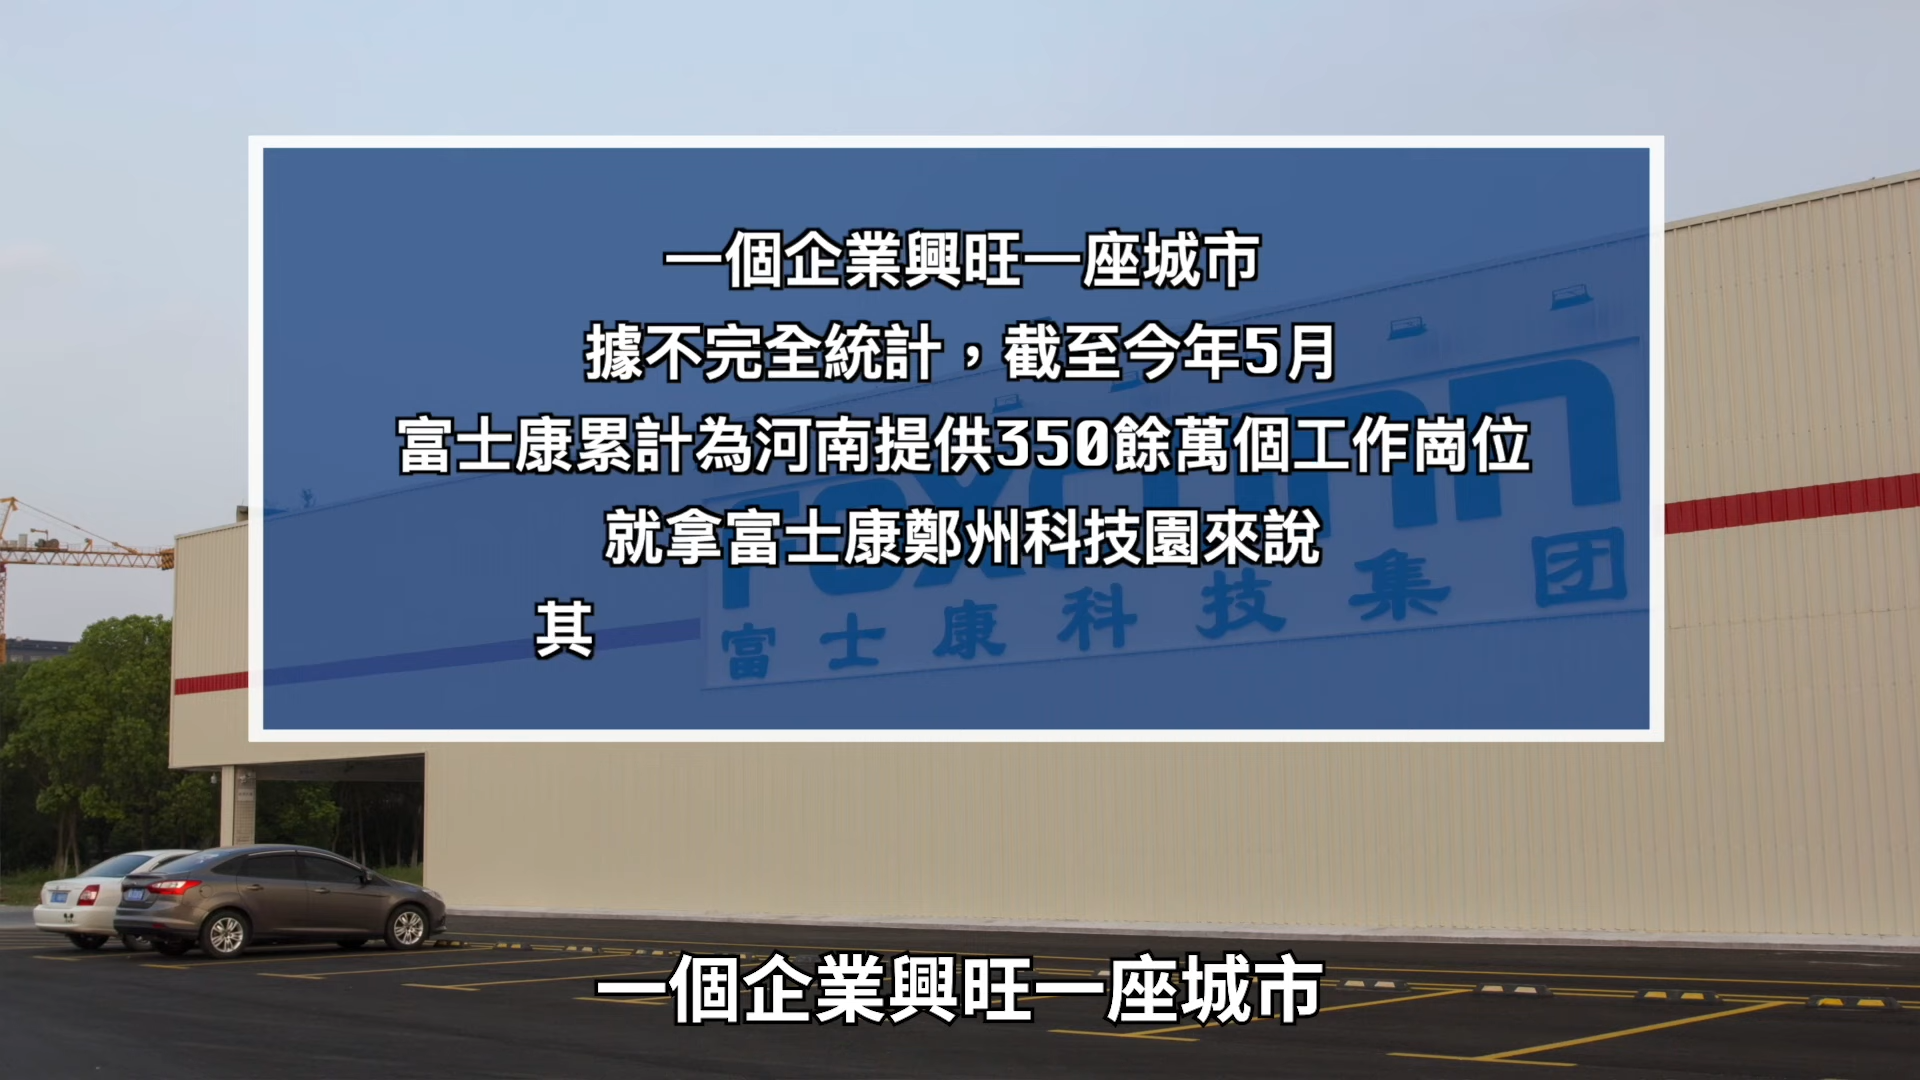 一個企業興旺一座城市
據不完全統計，截至今年5月
富士康累計為河南提供350餘萬個工作崗位
就拿富士康鄭州科技園來說
其
FOXCONN
富士康科技集团
一個企業興旺一座城市